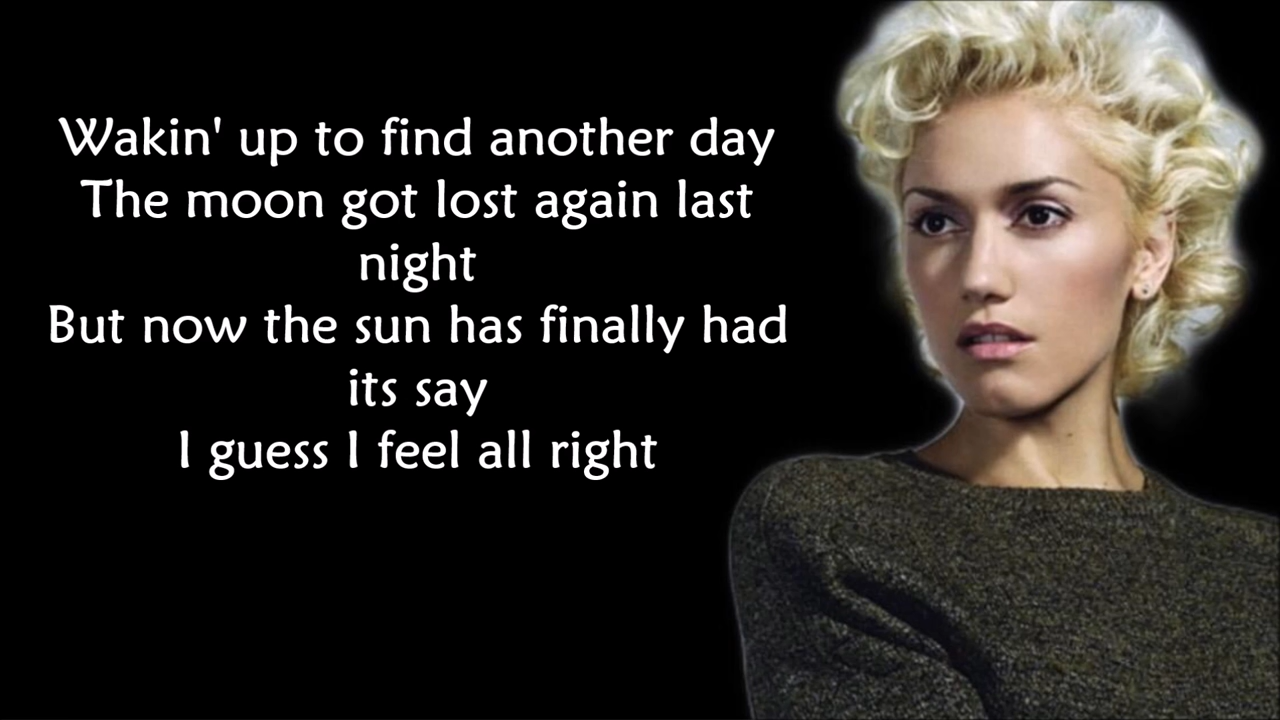 Wakin' up to find another day
The moon got lost again last
night
But now the sun has finally had
its say
I guess I feel all right